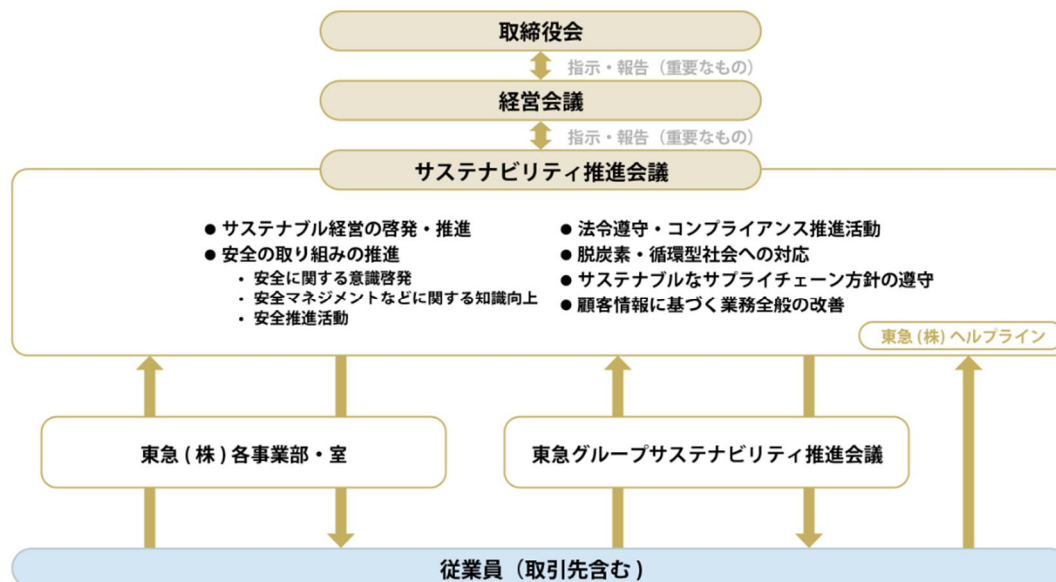 取締役会
指示・報告（重要なもの）
経営会議
指示・報告（重要なもの）
サステナビリティ推進会議
● サステナブル経営の啓発・推進
● 安全の取り組みの推進
・ 安全に関する意識啓発
・ 安全マネジメントなどに関する知識向上
・ 安全推進活動
● 法令遵守・コンプライアンス推進活動
● 脱炭素・循環型社会への対応
● サステナブルなサプライチェーン方針の遵守
● 顧客情報に基づく業務全般の改善
東急(株)ヘルプライン
東急(株)各事業部・室
東急グループサステナビリティ推進会議
従業員（取引先含む)